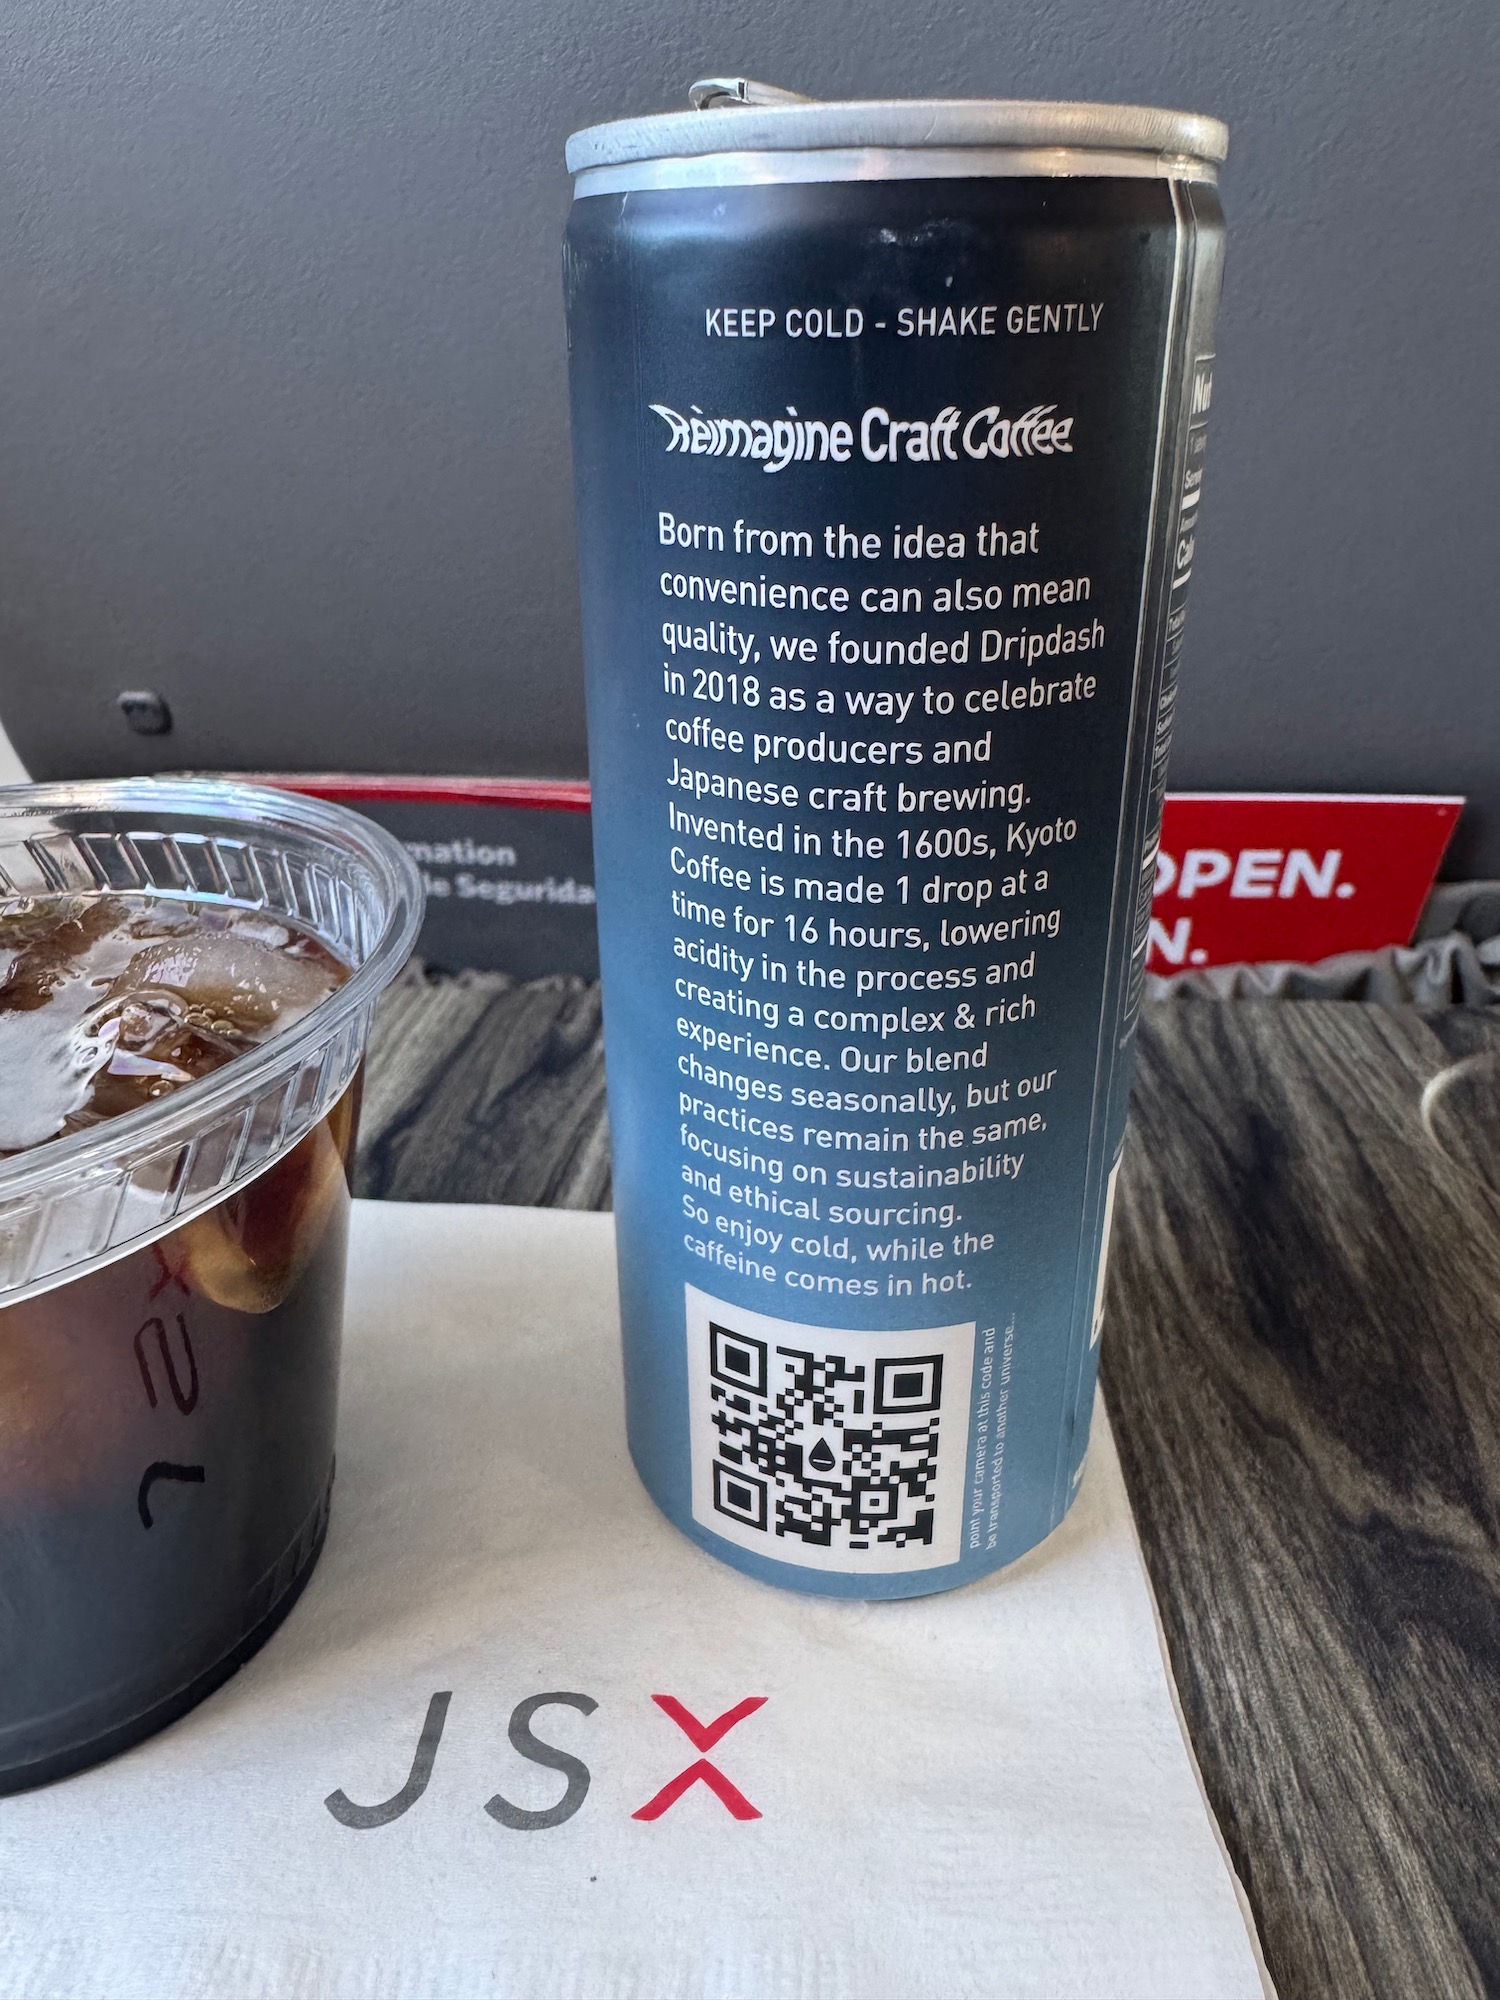 KEEP COLD - SHAKE GENTLY
Reimagine Craft Coffee
Born from the idea that
convenience can also mean
quality, we founded Dripdash
in 2018 as a way to celebrate
coffee producers and
Japanese craft brewing.
Invented in the 1600s, Kyoto
Coffee is made 1 drop at a
time for 16 hours, lowering
acidity in the process and
creating a complex & rich
experience. Our blend
changes seasonally, but our
practices remain the same,
focusing on sustainability
and ethical sourcing.
So enjoy cold, while the
caffeine comes in hot.
point your camera at this code and
be transported to another universe...
OPEN.
JSX
JSX